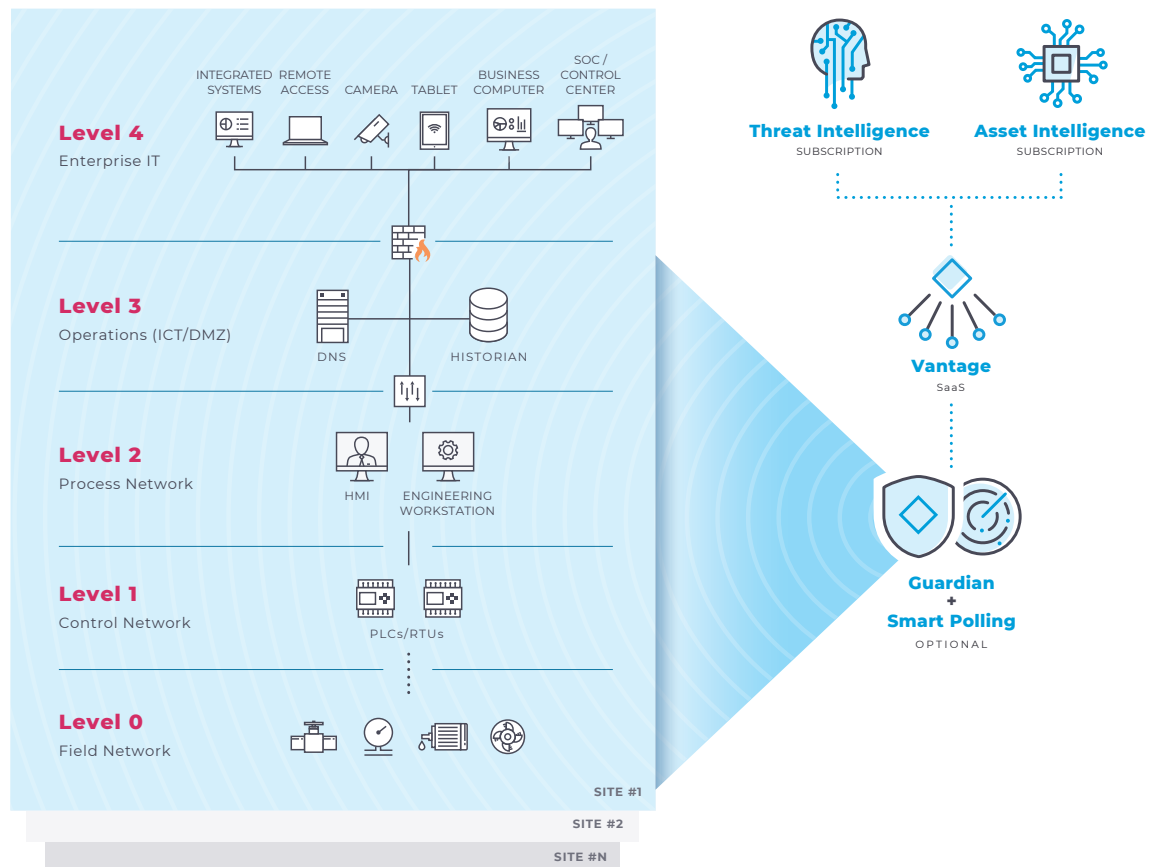 INTEGRATED
SYSTEMS
REMOTE
ACCESS
CAMERA
TABLET
BUSINESS
COMPUTER
SOC /
CONTROL
CENTER
Level 4
Enterprise IT
Level 3
Operations (ICT/DMZ)
DNS
HISTORIAN
Level 2
Process Network
HMI
ENGINEERING
WORKSTATION
Level 1
Control Network
PLCs/RTUs
Level 0
Field Network
SITE #1
SITE #2
SITE #N
Threat Intelligence
SUBSCRIPTION
Asset Intelligence
SUBSCRIPTION
Vantage
SaaS
Guardian
+
Smart Polling
OPTIONAL